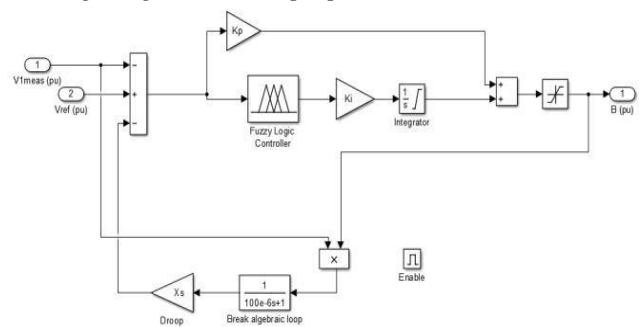 Kp
1
V1meas (pu)
2
Vref (pu)
−
+
−
Fuzzy Logic
Controller
Ki
1
s
Integrator
+
+
1
B (pu)
×
Enable
Xs
Droop
1
100e-6s+1
Break algebraic loop